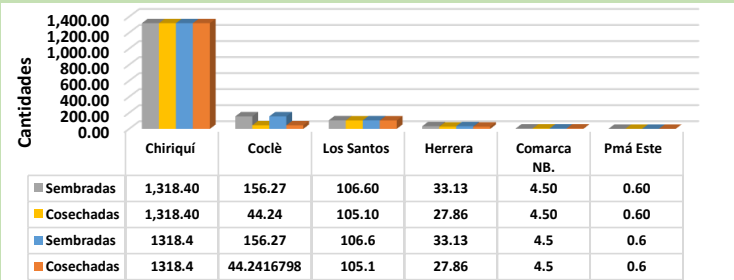 1,400.00
1,200.00
1,000.00
800.00
600.00
400.00
200.00
0.00
Cantidades
Chiriquí Coclè Los Santos Herrera Comarca NB. Pmá Este
Sembradas 1,318.40 156.27 106.60 33.13 4.50 0.60
Cosechadas 1,318.40 44.24 105.10 27.86 4.50 0.60
Sembradas 1318.4 156.27 106.6 33.13 4.5 0.6
Cosechadas 1318.4 44.2416798 105.1 27.86 4.5 0.6